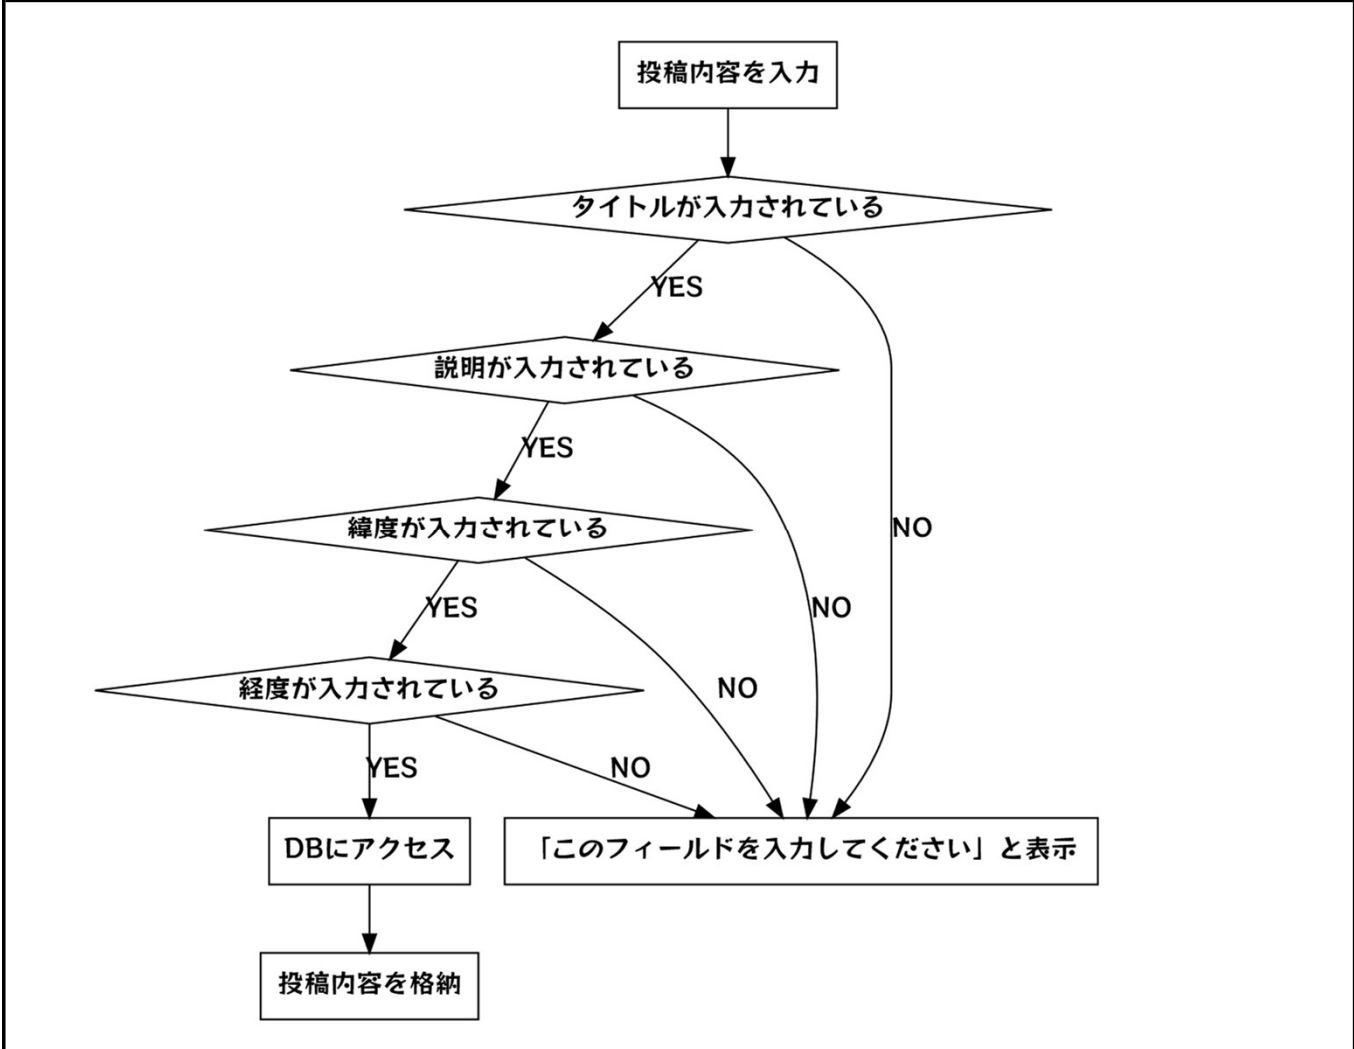 投稿内容を入力
タイトルが入力されている
YES
説明が入力されている
YES
緯度が入力されている
NO
YES
NO
経度が入力されている
NO
YES
NO
DBにアクセス
「このフィールドを入力してください」と表示
投稿内容を格納